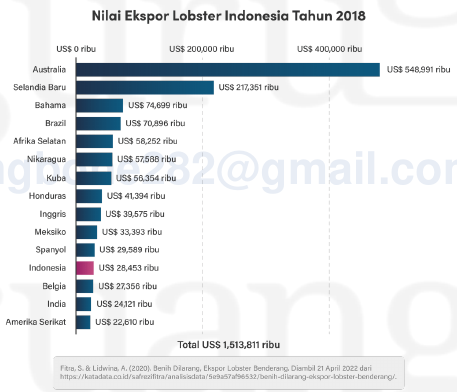 Nilai Ekspor Lobster Indonesia Tahun 2018
US$ 0 ribu US$ 200,000 ribu US$ 400,000 ribu
Australia US$ 548,991 ribu
Selandia Baru US$ 217,351 ribu
Bahama US$ 74,699 ribu
Brazil US$ 70,896 ribu
Afrika Selatan US$ 58,252 ribu
Nikaragua US$ 57,588 ribu
Kuba US$ 56,354 ribu
Honduras US$ 41,394 ribu
Inggris US$ 39,575 ribu
Meksiko US$ 33,393 ribu
Spanyol US$ 29,589 ribu
Indonesia US$ 28,453 ribu
Belgia US$ 27,356 ribu
India US$ 24,121 ribu
Amerika Serikat US$ 22,610 ribu
Total US$ 1,513,811 ribu
Fitra, S. & Lidwina, A. (2020). Benih Dilarang, Ekspor Lobster Benderang. Diambil 21 April 2022 dari
https://katadata.co.id/safrezifitra/analisisdata/5e9a57af96532/benih-dilarang-ekspor-lobster-benderang/.